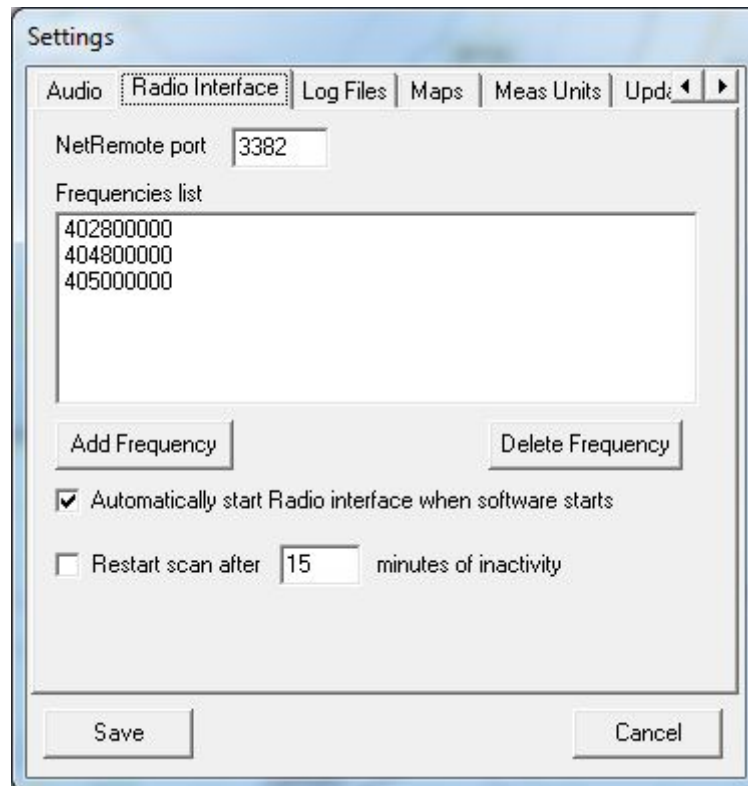 Settings
Audio Radio Interface Log Files Maps Meas Units Upda
NetRemote port 3382
Frequencies list
402800000
404800000
405000000
Add Frequency Delete Frequency
Automatically start Radio interface when software starts
Restart scan after 15 minutes of inactivity
Save Cancel